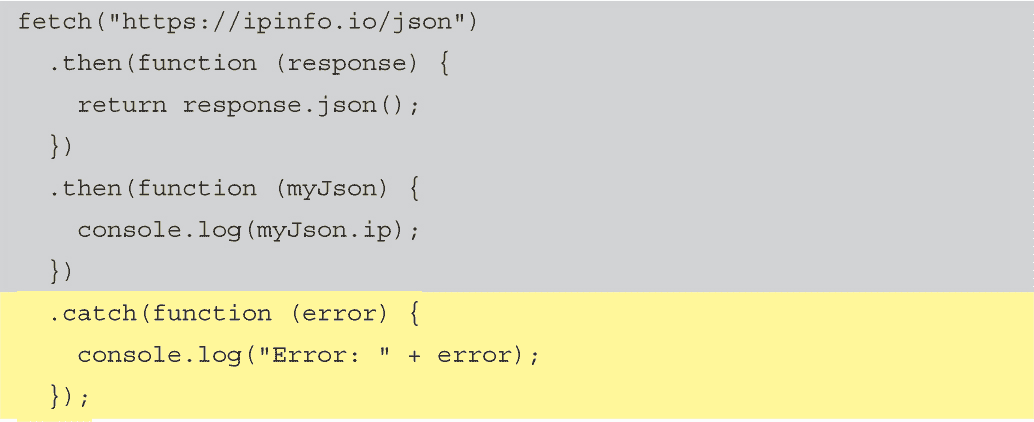 fetch("https://ipinfo.io/json")
  .then(function (response) {
    return response.json();
  })
  .then(function (myJson) {
    console.log(myJson.ip);
  })
  .catch(function (error) {
    console.log("Error: " + error);
  });